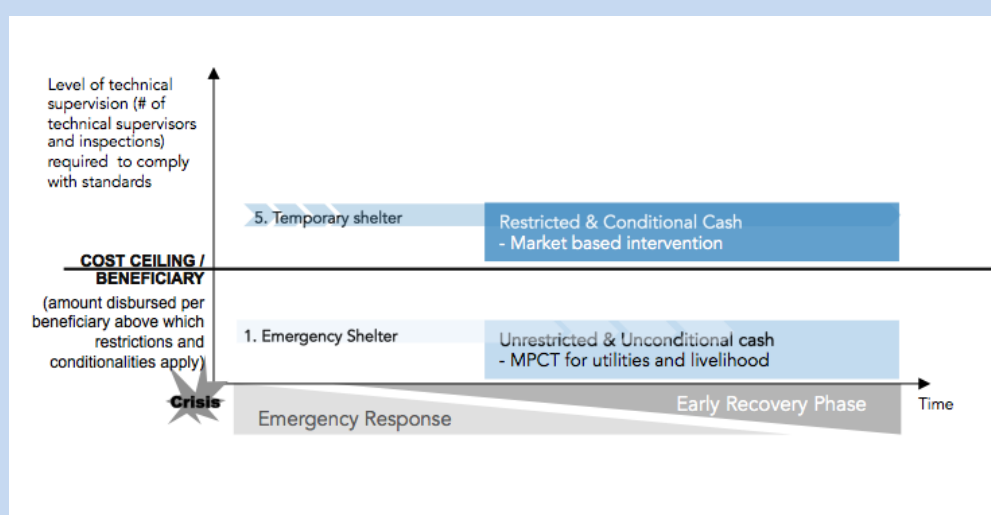 Level of technical
supervision (# of
technical supervisors
and inspections)
required to comply
with standards
5. Temporary shelter
Restricted & Conditional Cash
- Market based intervention
COST CEILING /
BENEFICIARY
(amount disbursed per
beneficiary above which
restrictions and
conditionalities apply)
1. Emergency Shelter
Unrestricted & Unconditional cash
- MPCT for utilities and livelihood
Crisis
Early Recovery Phase
Time
Emergency Response